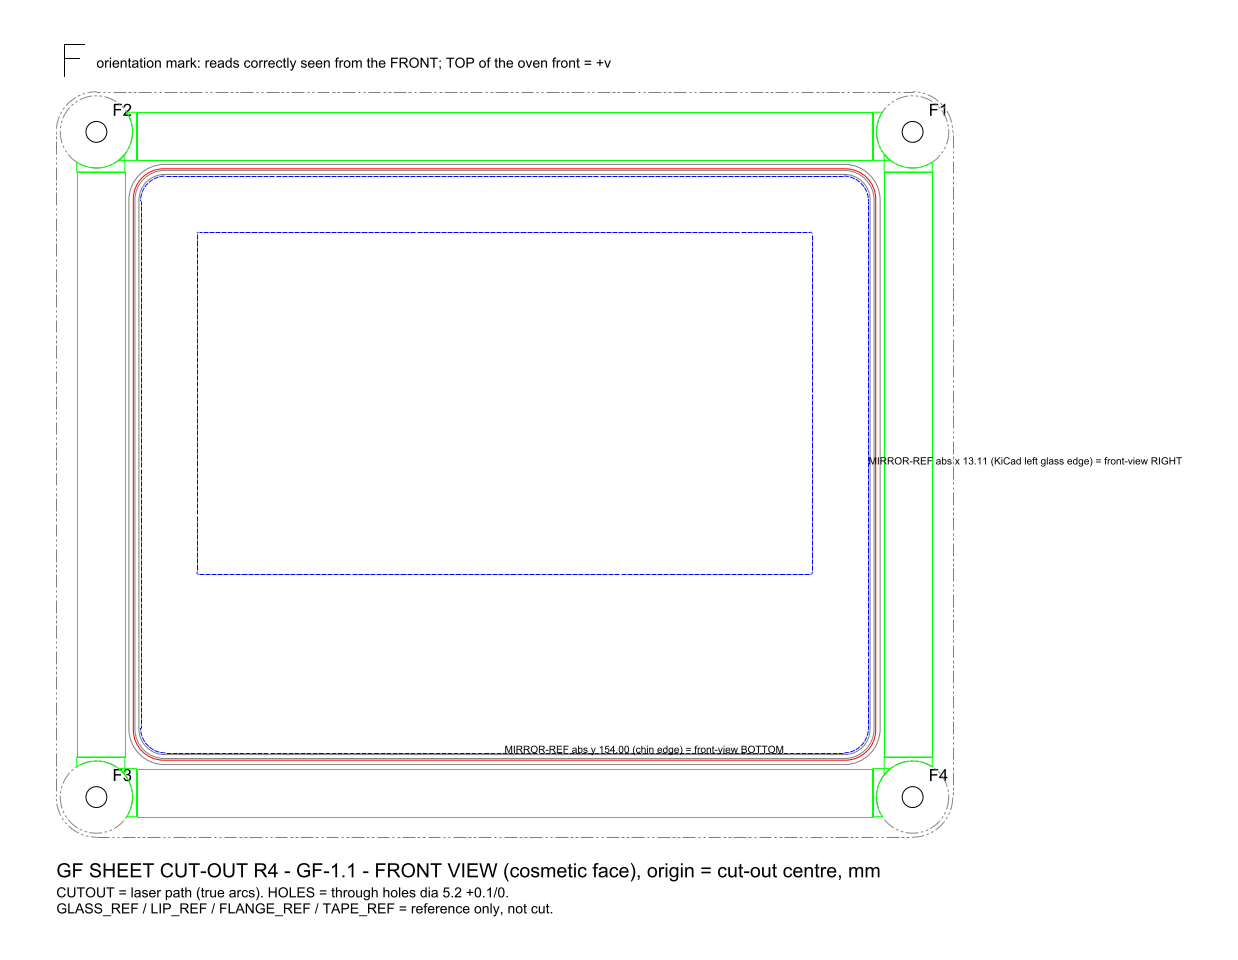 F
orientation mark: reads correctly seen from the FRONT; TOP of the oven front = +v
F2
F1
MIRROR-REF abs x 13.11 (KiCad left glass edge) = front-view RIGHT
MIRROR-REF abs y 154.00 (chin edge) = front-view BOTTOM
F3
F4
GF SHEET CUT-OUT R4 - GF-1.1 - FRONT VIEW (cosmetic face), origin = cut-out centre, mm
CUTOUT = laser path (true arcs). HOLES = through holes dia 5.2 +0.1/0.
GLASS_REF / LIP_REF / FLANGE_REF / TAPE_REF = reference only, not cut.